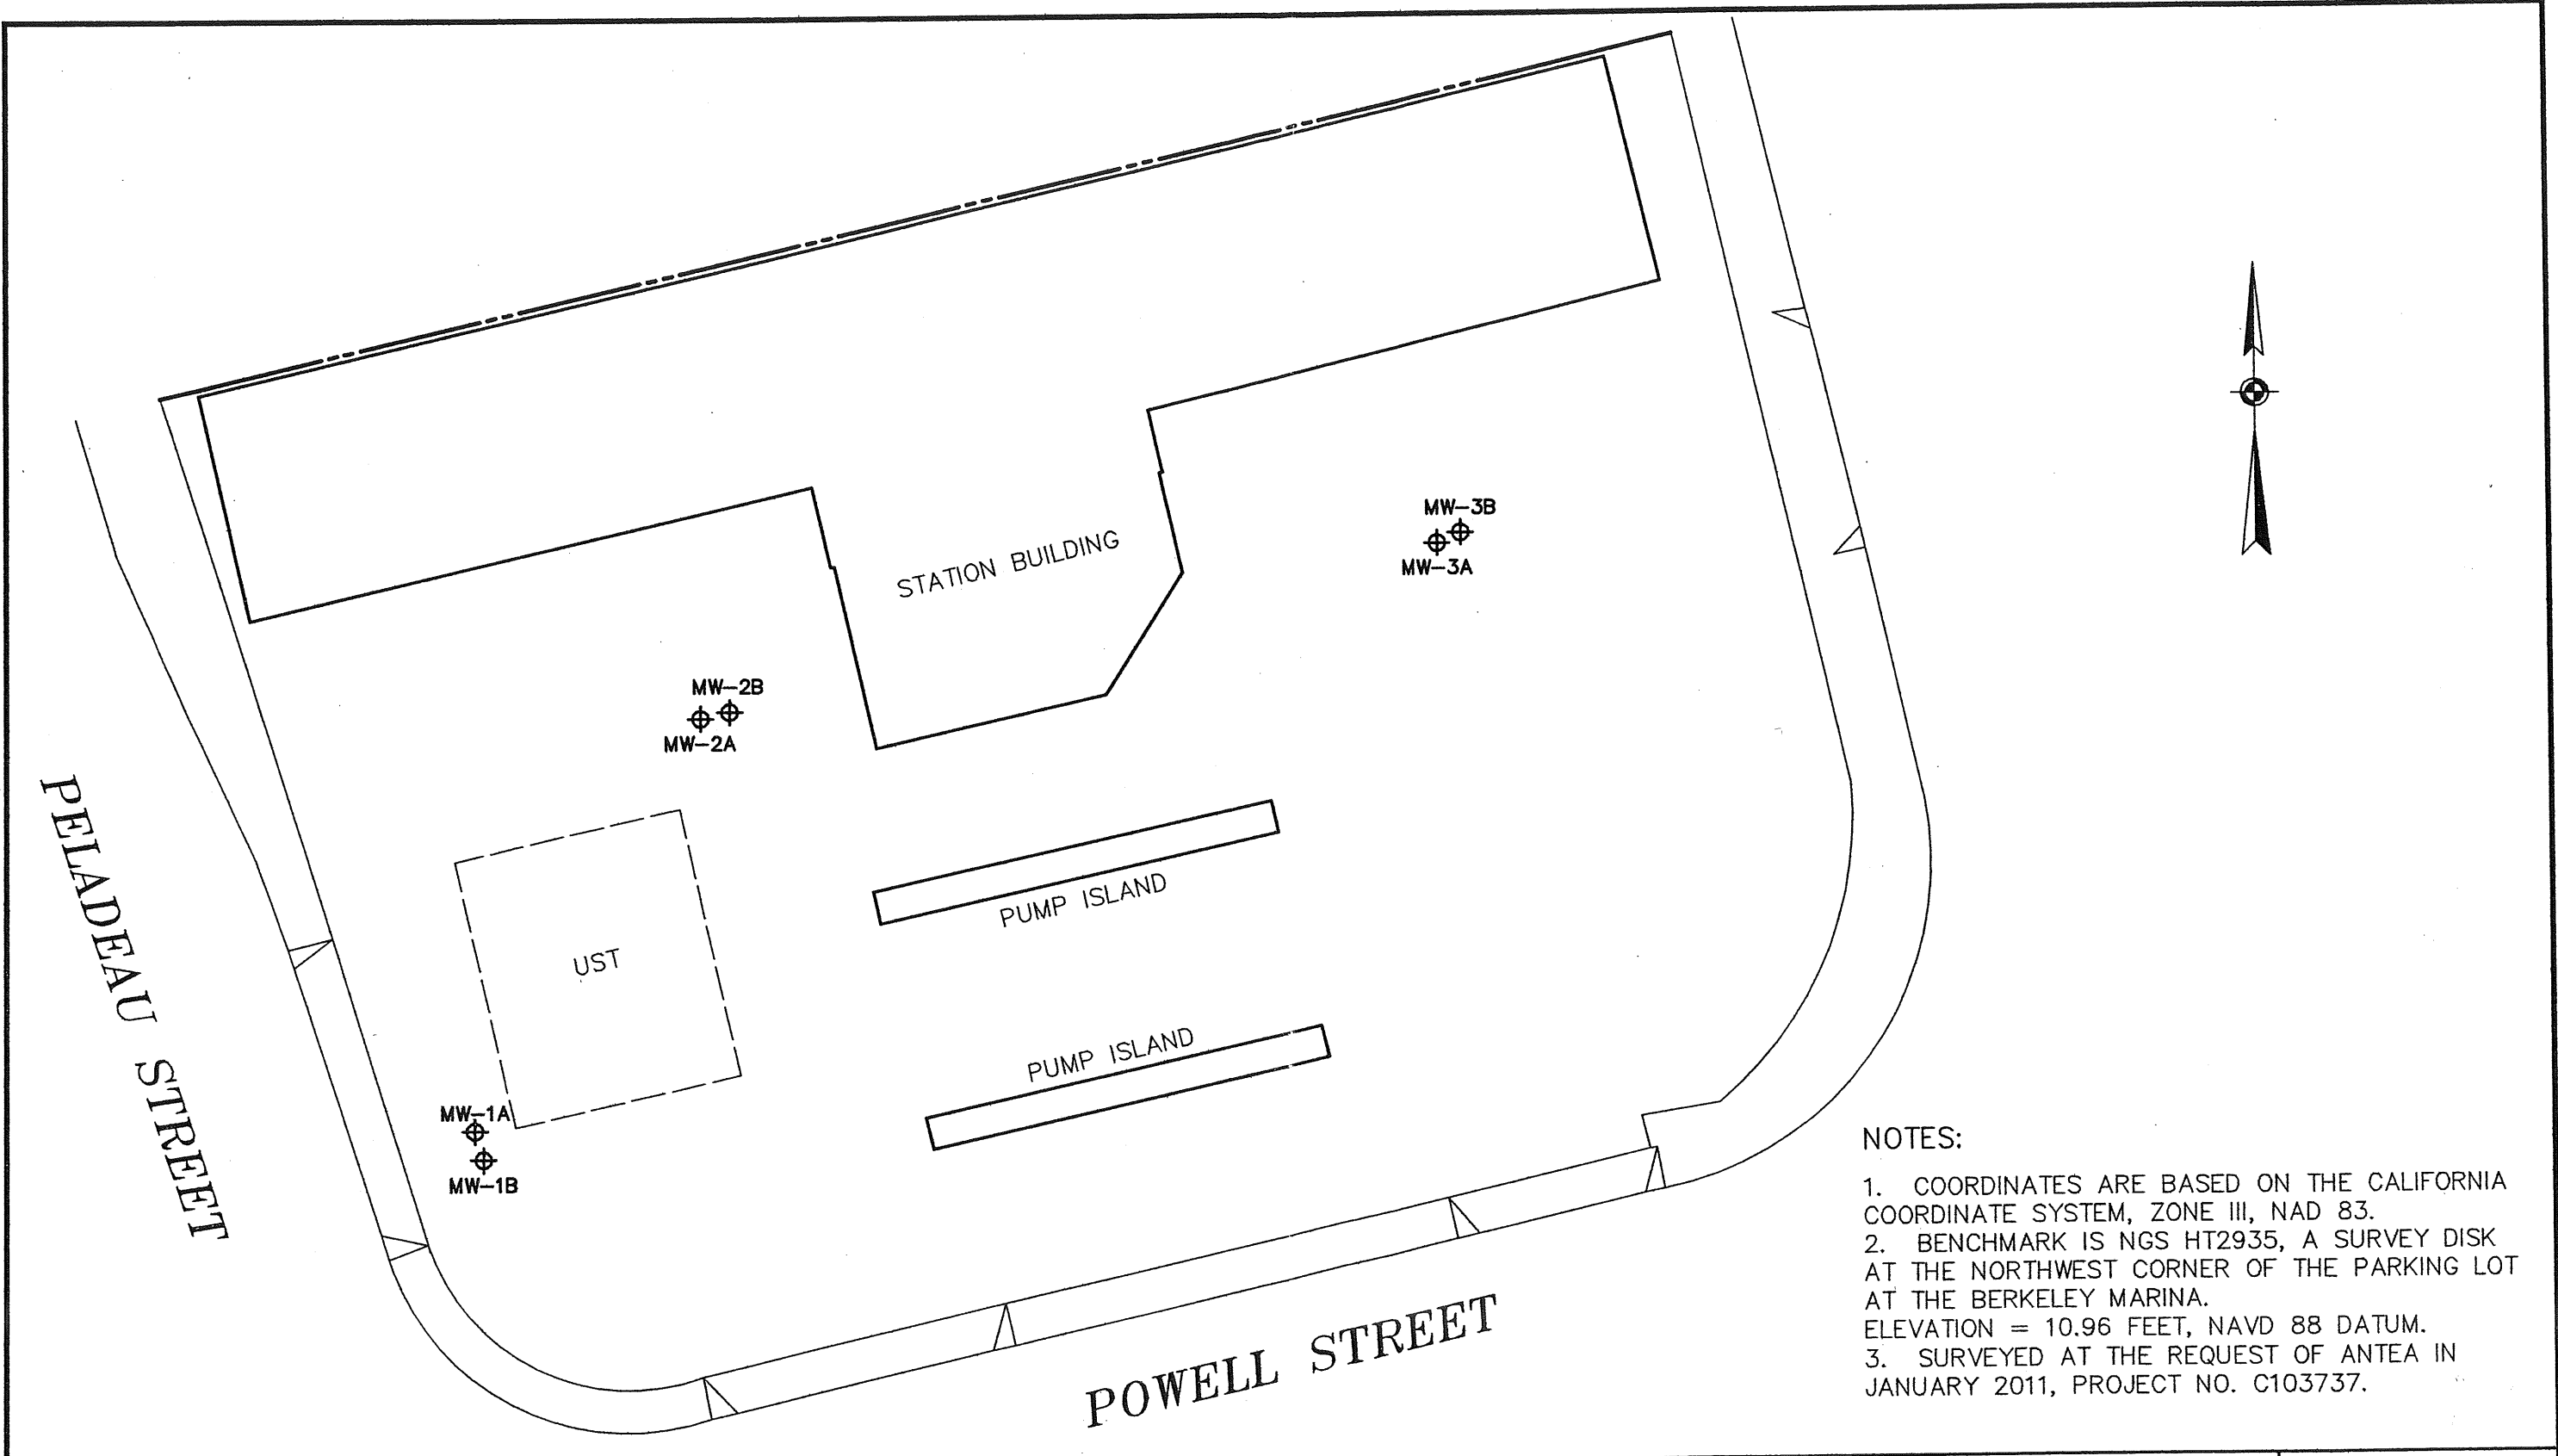 STATION BUILDING
MW-3B
MW-3A
MW-2B
MW-2A
PELADEAU STREET
UST
PUMP ISLAND
PUMP ISLAND
MW-1A
MW-1B
POWELL STREET
NOTES:
1. COORDINATES ARE BASED ON THE CALIFORNIA
COORDINATE SYSTEM, ZONE III, NAD 83.
2. BENCHMARK IS NGS HT2935, A SURVEY DISK
AT THE NORTHWEST CORNER OF THE PARKING LOT
AT THE BERKELEY MARINA.
ELEVATION = 10.96 FEET, NAVD 88 DATUM.
3. SURVEYED AT THE REQUEST OF ANTEA IN
JANUARY 2011, PROJECT NO. C103737.